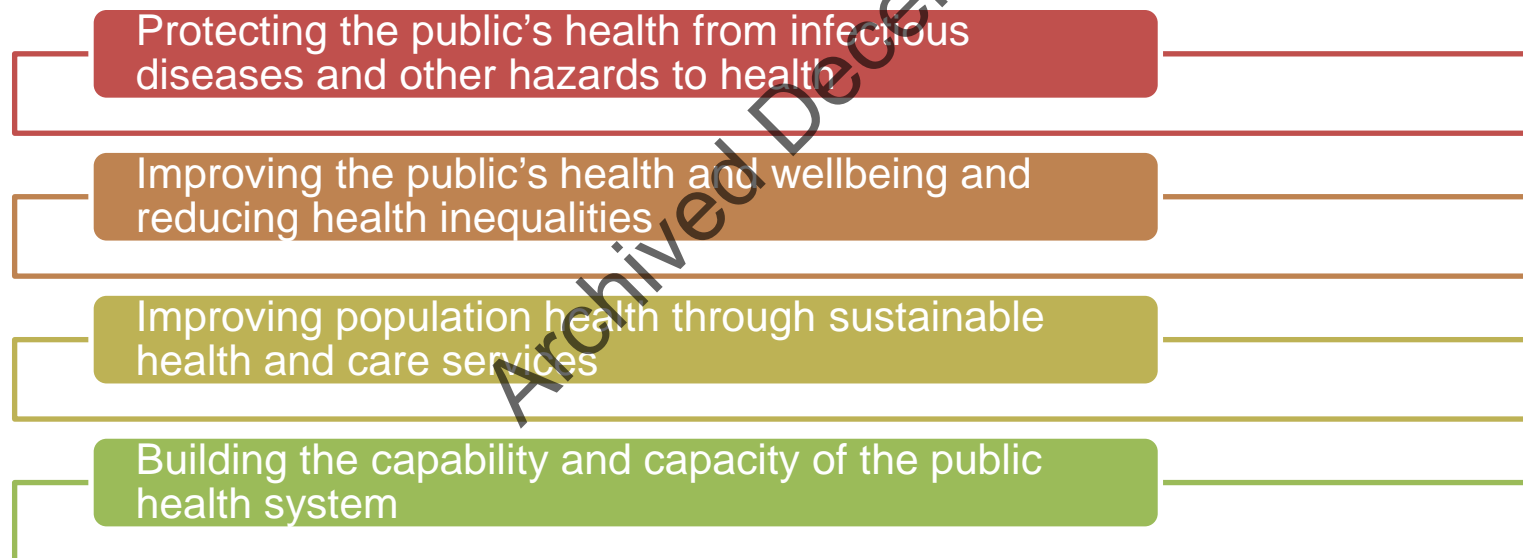 Protecting the public’s health from infectious
diseases and other hazards to health
Improving the public’s health and wellbeing and
reducing health inequalities
Improving population health through sustainable
health and care services
Building the capability and capacity of the public
health system
Archived